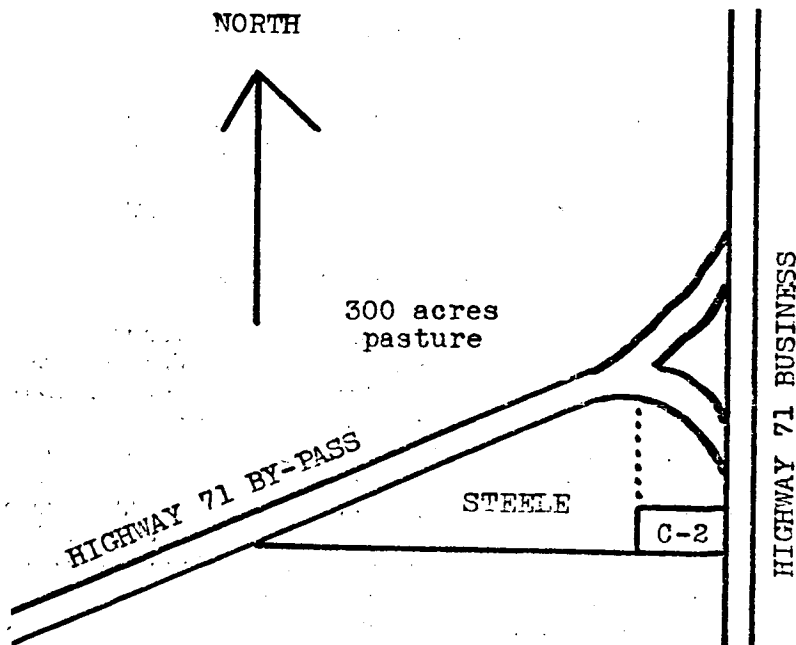 NORTH
300 acres
pasture
HIGHWAY 71 BY-PASS
STEELE
C-2
HIGHWAY 71 BUSINESS